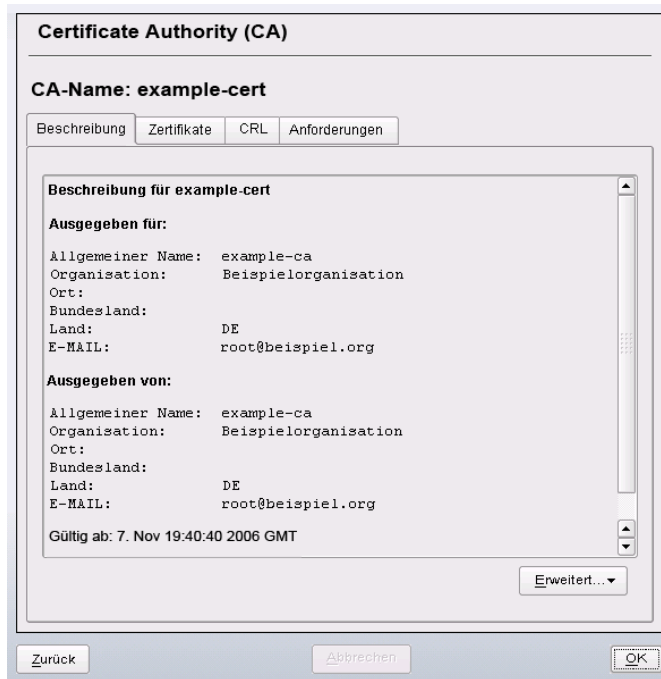 Certificate Authority (CA)
CA-Name: example-cert
Beschreibung Zertifikate CRL Anforderungen
Beschreibung für example-cert
Ausgegeben für:
Allgemeiner Name: example-ca
Organisation: Beispielorganisation
Ort:
Bundesland:
Land: DE
E-MAIL: root@beispiel.org
Ausgegeben von:
Allgemeiner Name: example-ca
Organisation: Beispielorganisation
Ort:
Bundesland:
Land: DE
E-MAIL: root@beispiel.org
Gültig ab: 7. Nov 19:40:40 2006 GMT
Erweitert...
Zurück Abbrechen OK